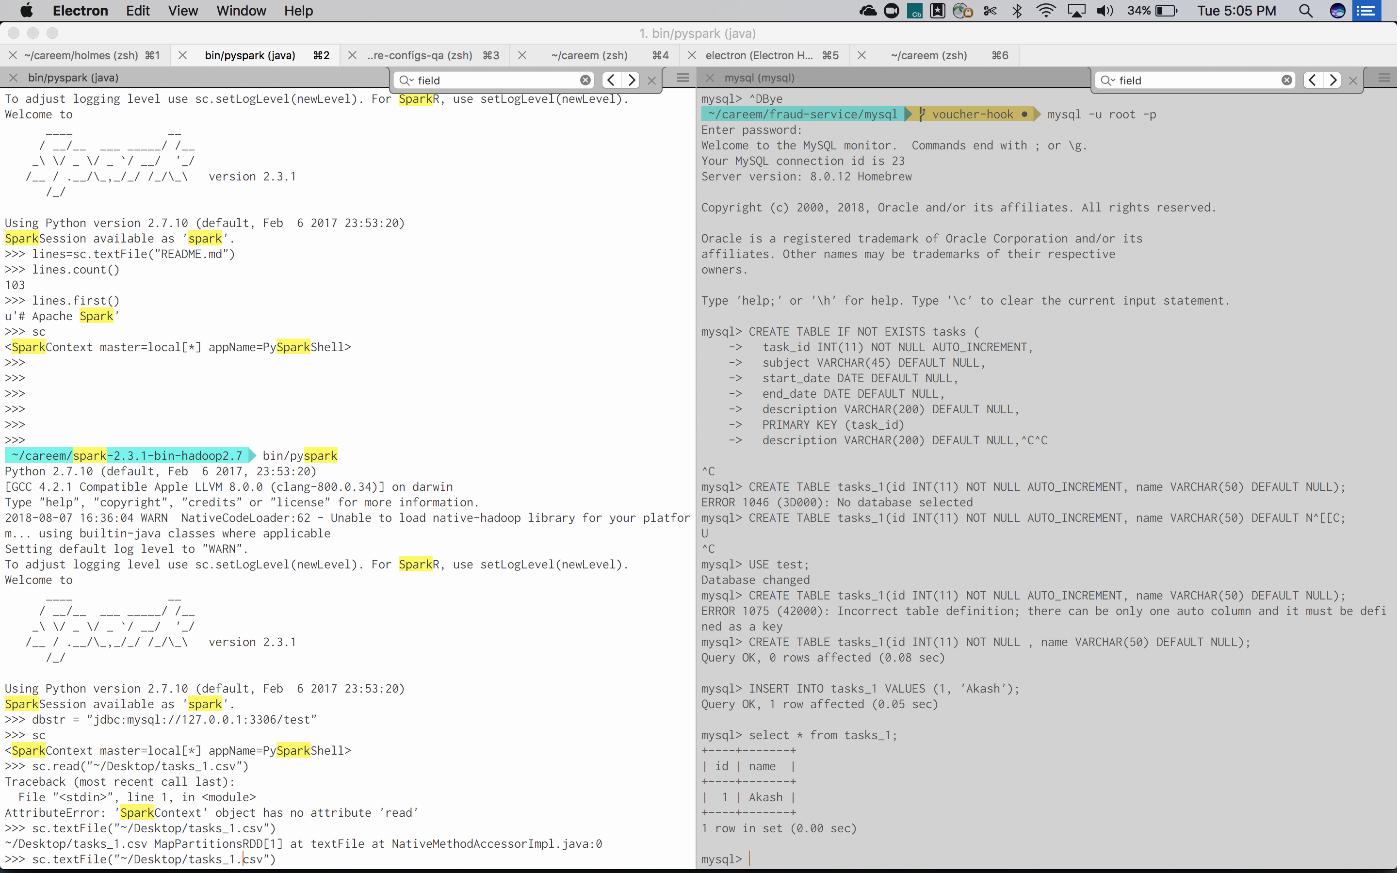 Electron Edit View Window Help 34% Tue 5:05 PM
1. bin/pyspark (java)
~/careem/holmes (zsh) ⌘1 bin/pyspark (java) ⌘2 ..re-configs-qa (zsh) ⌘3 ~/careem (zsh) ⌘4 electron (Electron H... ⌘5 ~/careem (zsh) ⌘6
bin/pyspark (java) field
To adjust logging level use sc.setLogLevel(newLevel). For SparkR, use setLogLevel(newLevel).
Welcome to
version 2.3.1
Using Python version 2.7.10 (default, Feb  6 2017 23:53:20)
SparkSession available as 'spark'.
>>> lines=sc.textFile("README.md")
>>> lines.count()
103
>>> lines.first()
u'# Apache Spark'
>>> sc
<SparkContext master=local[*] appName=PySparkShell>
>>>
>>>
>>>
>>>
>>>
>>>
~/careem/spark-2.3.1-bin-hadoop2.7 bin/pyspark
Python 2.7.10 (default, Feb  6 2017, 23:53:20)
[GCC 4.2.1 Compatible Apple LLVM 8.0.0 (clang-800.0.34)] on darwin
Type "help", "copyright", "credits" or "license" for more information.
2018-08-07 16:36:04 WARN  NativeCodeLoader:62 - Unable to load native-hadoop library for your platfor
m... using builtin-java classes where applicable
Setting default log level to "WARN".
To adjust logging level use sc.setLogLevel(newLevel). For SparkR, use setLogLevel(newLevel).
Welcome to
version 2.3.1
Using Python version 2.7.10 (default, Feb  6 2017 23:53:20)
SparkSession available as 'spark'.
>>> dbstr = "jdbc:mysql://127.0.0.1:3306/test"
>>> sc
<SparkContext master=local[*] appName=PySparkShell>
>>> sc.read("~/Desktop/tasks_1.csv")
Traceback (most recent call last):
  File "<stdin>", line 1, in <module>
AttributeError: 'SparkContext' object has no attribute 'read'
>>> sc.textFile("~/Desktop/tasks_1.csv")
~/Desktop/tasks_1.csv MapPartitionsRDD[1] at textFile at NativeMethodAccessorImpl.java:0
>>> sc.textFile("~/Desktop/tasks_1.csv")
mysql (mysql) field
mysql> ^DBye
~/careem/fraud-service/mysql voucher-hook ● mysql -u root -p
Enter password:
Welcome to the MySQL monitor.  Commands end with ; or \g.
Your MySQL connection id is 23
Server version: 8.0.12 Homebrew
Copyright (c) 2000, 2018, Oracle and/or its affiliates. All rights reserved.
Oracle is a registered trademark of Oracle Corporation and/or its
affiliates. Other names may be trademarks of their respective
owners.
Type 'help;' or '\h' for help. Type '\c' to clear the current input statement.
mysql> CREATE TABLE IF NOT EXISTS tasks (
    ->   task_id INT(11) NOT NULL AUTO_INCREMENT,
    ->   subject VARCHAR(45) DEFAULT NULL,
    ->   start_date DATE DEFAULT NULL,
    ->   end_date DATE DEFAULT NULL,
    ->   description VARCHAR(200) DEFAULT NULL,
    ->   PRIMARY KEY (task_id)
    ->   description VARCHAR(200) DEFAULT NULL,^C^C
^C
mysql> CREATE TABLE tasks_1(id INT(11) NOT NULL AUTO_INCREMENT, name VARCHAR(50) DEFAULT NULL);
ERROR 1046 (3D000): No database selected
mysql> CREATE TABLE tasks_1(id INT(11) NOT NULL AUTO_INCREMENT, name VARCHAR(50) DEFAULT N^[[C;
U
^C
mysql> USE test;
Database changed
mysql> CREATE TABLE tasks_1(id INT(11) NOT NULL AUTO_INCREMENT, name VARCHAR(50) DEFAULT NULL);
ERROR 1075 (42000): Incorrect table definition; there can be only one auto column and it must be defi
ned as a key
mysql> CREATE TABLE tasks_1(id INT(11) NOT NULL , name VARCHAR(50) DEFAULT NULL);
Query OK, 0 rows affected (0.08 sec)
mysql> INSERT INTO tasks_1 VALUES (1, 'Akash');
Query OK, 1 row affected (0.05 sec)
mysql> select * from tasks_1;
+----+-------+
| id | name  |
+----+-------+
|  1 | Akash |
+----+-------+
1 row in set (0.00 sec)
mysql>